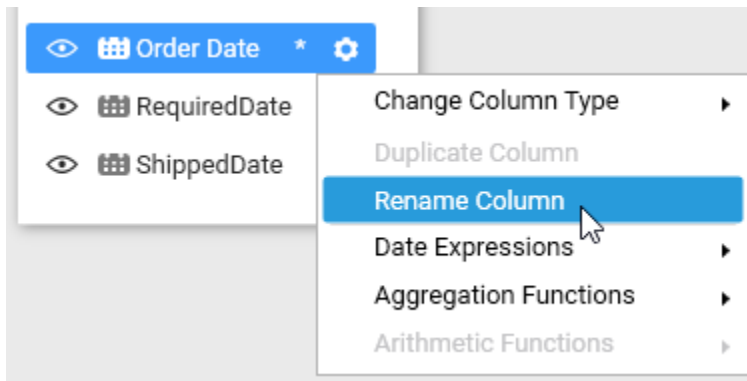 Order Date *
RequiredDate
ShippedDate
Change Column Type
Duplicate Column
Rename Column
Date Expressions
Aggregation Functions
Arithmetic Functions